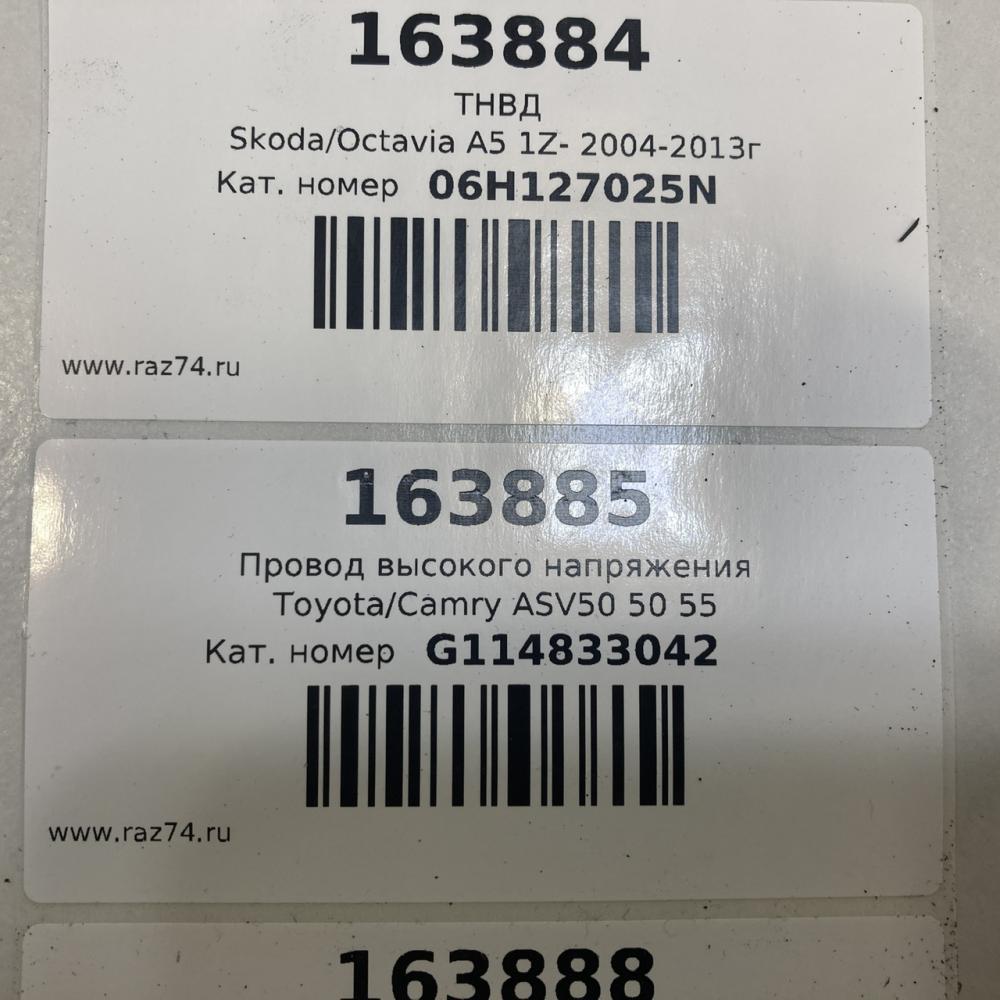 163884
ТНВД
Skoda/Octavia A5 1Z- 2004-2013г
Кат. номер 06H127025N
www.raz74.ru
163885
Провод высокого напряжения
Toyota/Camry ASV50 50 55
Кат. номер G114833042
www.raz74.ru
163888